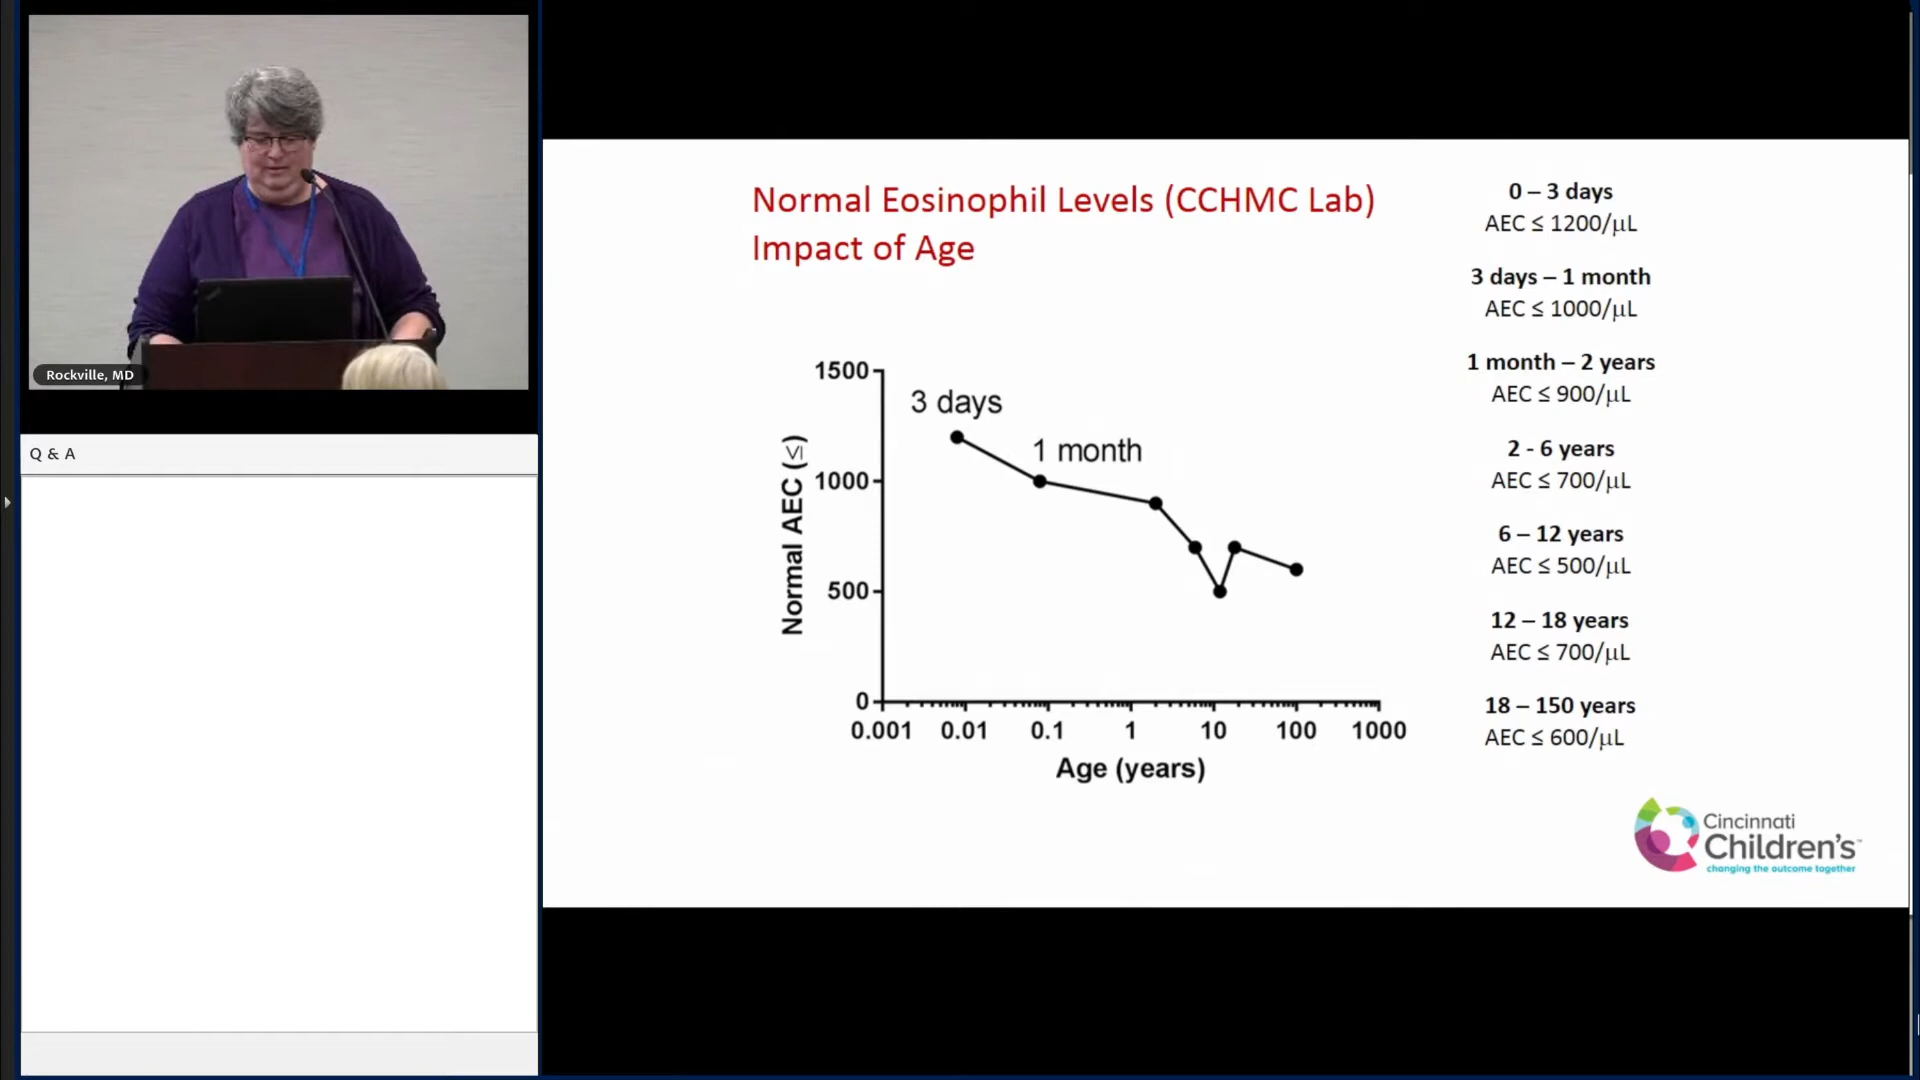 Rockville, MD
Q & A
Normal Eosinophil Levels (CCHMC Lab)
Impact of Age
1500
1000
500
0
Normal AEC (≤)
3 days
1 month
0.001 0.01 0.1 1 10 100 1000
Age (years)
0 – 3 days
AEC ≤ 1200/μL
3 days – 1 month
AEC ≤ 1000/μL
1 month – 2 years
AEC ≤ 900/μL
2 - 6 years
AEC ≤ 700/μL
6 – 12 years
AEC ≤ 500/μL
12 – 18 years
AEC ≤ 700/μL
18 – 150 years
AEC ≤ 600/μL
Cincinnati
Children's™
changing the outcome together